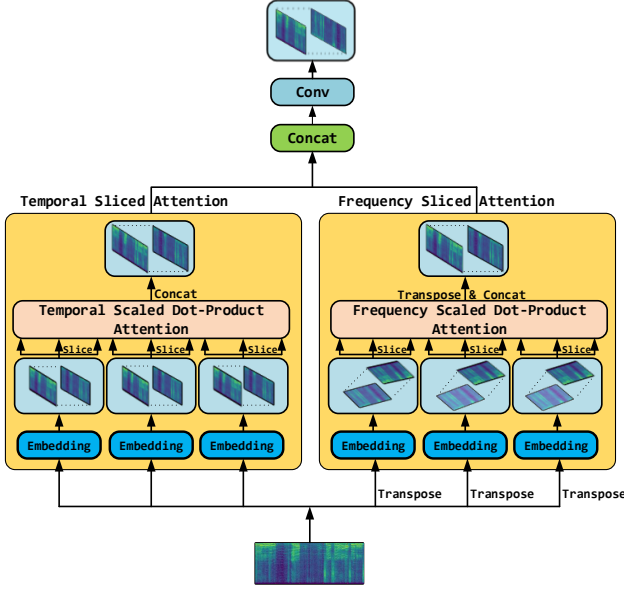 Conv
Concat
Temporal Sliced Attention
Frequency Sliced Attention
Concat
Transpose & Concat
Temporal Scaled Dot-Product
Attention
Frequency Scaled Dot-Product
Attention
Slice Slice Slice
Slice Slice Slice
Embedding Embedding Embedding
Embedding Embedding Embedding
Transpose Transpose Transpose